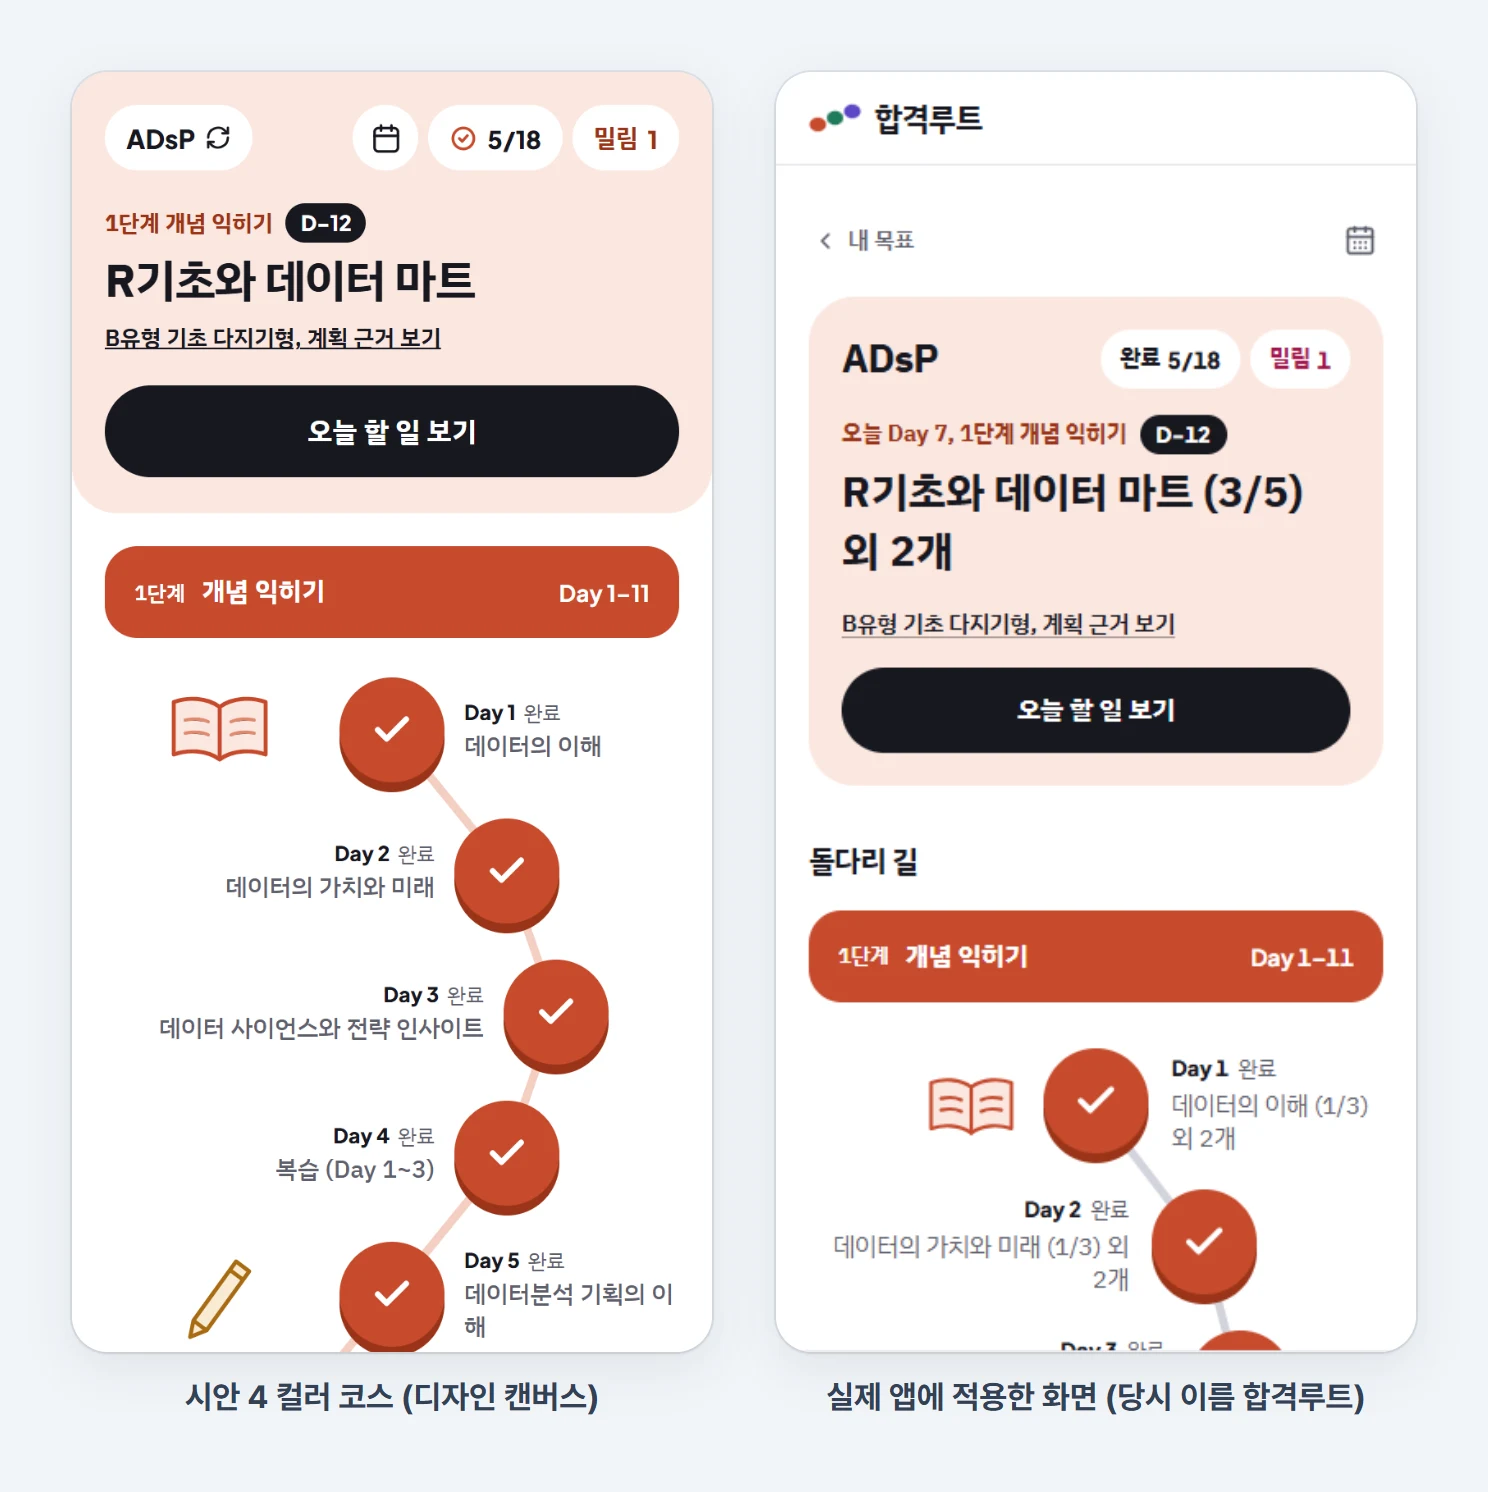 ADsP
5/18
밀림 1
1단계 개념 익히기
D-12
R기초와 데이터 마트
B유형 기초 다지기형, 계획 근거 보기
오늘 할 일 보기
1단계 개념 익히기
Day 1-11
Day 1 완료
데이터의 이해
Day 2 완료
데이터의 가치와 미래
Day 3 완료
데이터 사이언스와 전략 인사이트
Day 4 완료
복습 (Day 1~3)
Day 5 완료
데이터분석 기획의 이
해
시안 4 컬러 코스 (디자인 캔버스)
합격루트
내 목표
ADsP
완료 5/18
밀림 1
오늘 Day 7, 1단계 개념 익히기
D-12
R기초와 데이터 마트 (3/5)
외 2개
B유형 기초 다지기형, 계획 근거 보기
오늘 할 일 보기
돌다리 길
1단계 개념 익히기
Day 1-11
Day 1 완료
데이터의 이해 (1/3)
외 2개
Day 2 완료
데이터의 가치와 미래 (1/3) 외
2개
Day 3 완료
실제 앱에 적용한 화면 (당시 이름 합격루트)